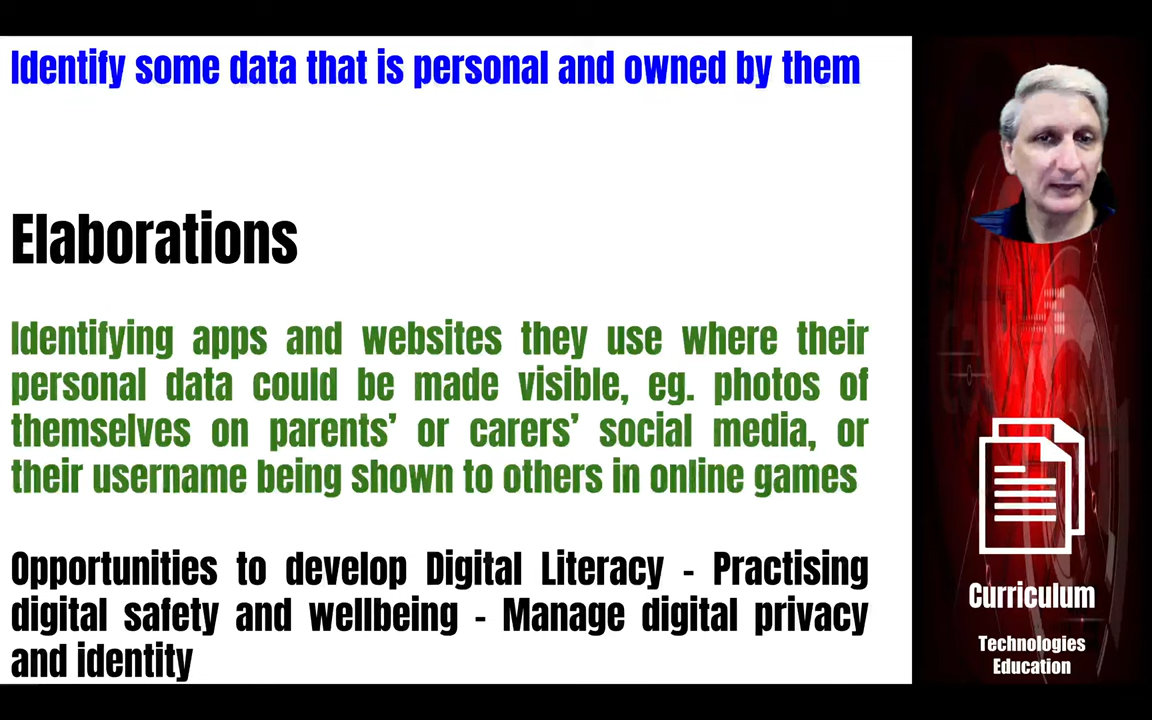 Identify some data that is personal and owned by them
Elaborations
Identifying apps and websites they use where their
personal data could be made visible, eg. photos of
themselves on parents’ or carers’ social media, or
their username being shown to others in online games
Opportunities to develop Digital Literacy - Practising
digital safety and wellbeing - Manage digital privacy
and identity
Curriculum
Technologies
Education